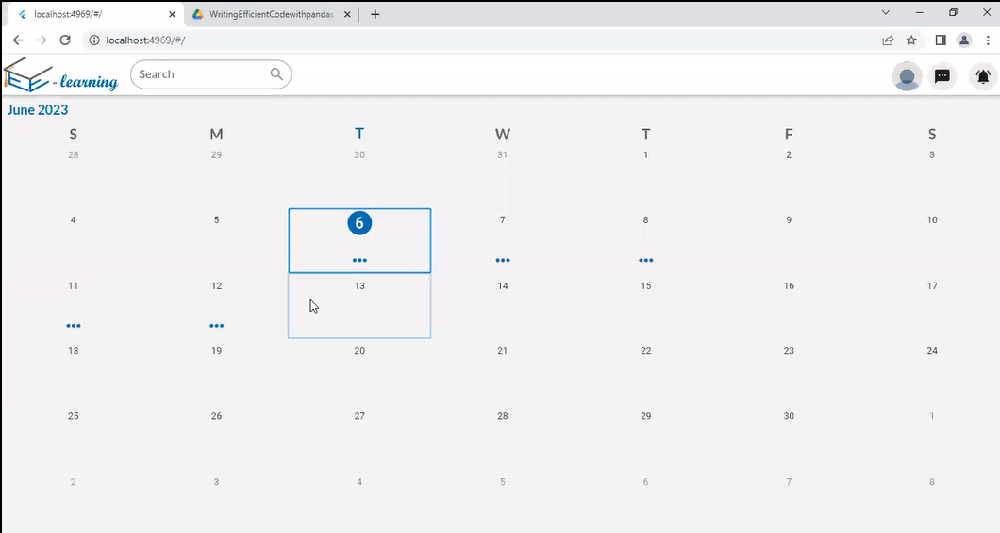 localhost:4969/#/
WritingEfficientCodewithpandas
localhost:4969/#/
EE-learning
Search
June 2023
S M T W T F S
28 29 30 31 1 2 3
4 5 6 7 8 9 10
11 12 13 14 15 16 17
18 19 20 21 22 23 24
25 26 27 28 29 30 1
2 3 4 5 6 7 8